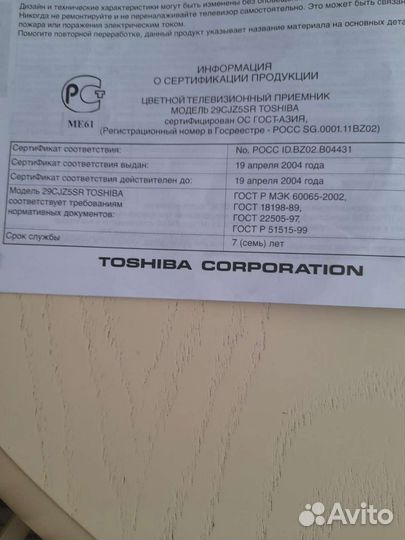 Дизайн и технические характеристики могут быть изменены без
Никогда не ремонтируйте и не переналаживайте телевизор самостоятельно. Это может быть
пожара или поражения электрическим током.
Помогите повторной переработке, данный продукт указывает название материала на основных
ИНФОРМАЦИЯ
О СЕРТИФИКАЦИИ ПРОДУКЦИИ
РСТ
МЕ61
ЦВЕТНОЙ ТЕЛЕВИЗИОННЫЙ ПРИЕМНИК
МОДЕЛЬ 29CJZ5SR TOSHIBA
сертиФицирован ОС ГОСТ-АЗИЯ,
(Регистрационный номер в Госреестре - РОСС SG.0001.11BZ02)
СертиФикат соответствия: No. РОСС ID.BZ02.B04431
СертиФикат соответствия выдан: 19 апреля 2004 года
СертиФикат соответствия действителен до: 19 апреля 2004 года
Модель 29CJZ5SR TOSHIBA ГОСТ Р МЭК 60065-2002,
соответствует требованиям ГОСТ 18198-89,
нормативных документов: ГОСТ 22505-97,
ГОСТ Р 51515-99
Срок службы 7 (семь) лет
TOSHIBA CORPORATION
Avito